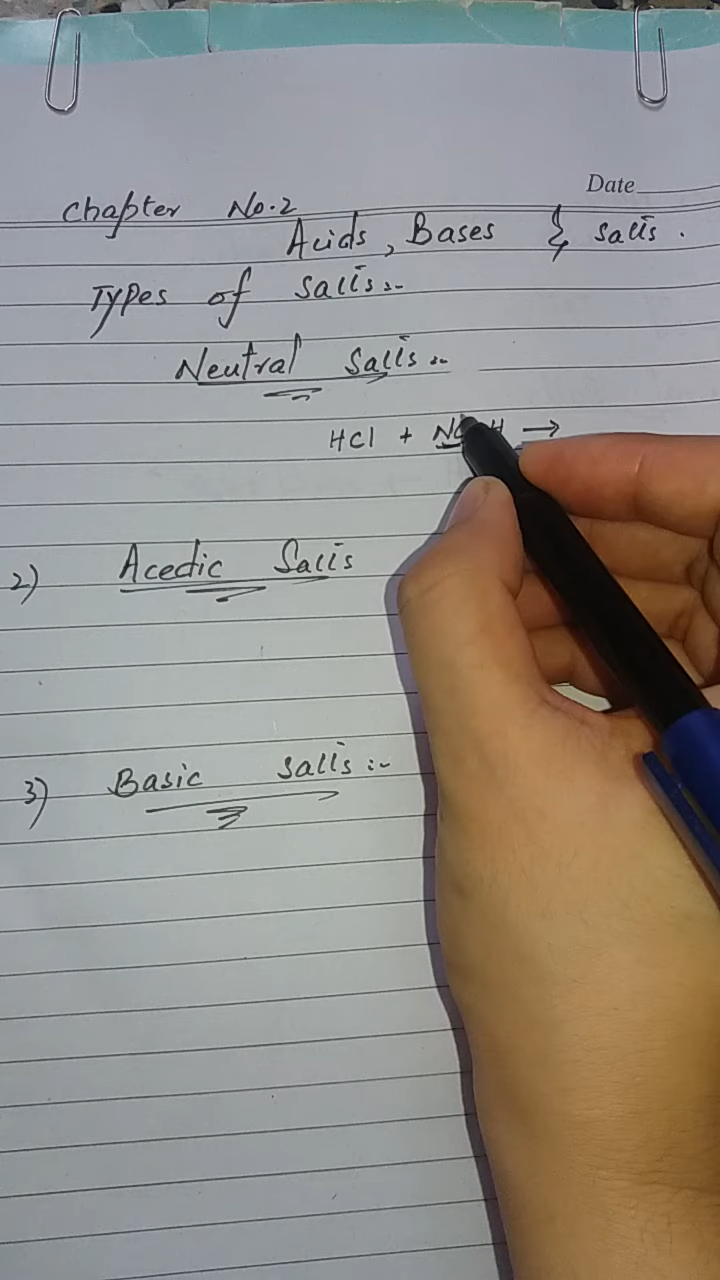 Date
Chapter No.2
Acids, Bases & Salts.
Types of Salts:-
Neutral Salts:-
HCl + →
2) Acedic Salts
3) Basic Salts:-